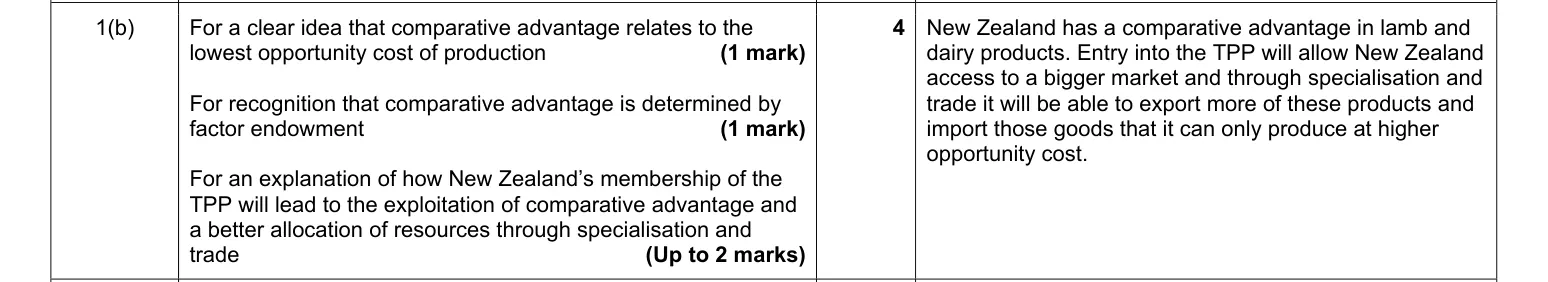 1(b)
For a clear idea that comparative advantage relates to the
lowest opportunity cost of production (1 mark)
For recognition that comparative advantage is determined by
factor endowment (1 mark)
For an explanation of how New Zealand’s membership of the
TPP will lead to the exploitation of comparative advantage and
a better allocation of resources through specialisation and
trade (Up to 2 marks)
4
New Zealand has a comparative advantage in lamb and
dairy products. Entry into the TPP will allow New Zealand
access to a bigger market and through specialisation and
trade it will be able to export more of these products and
import those goods that it can only produce at higher
opportunity cost.